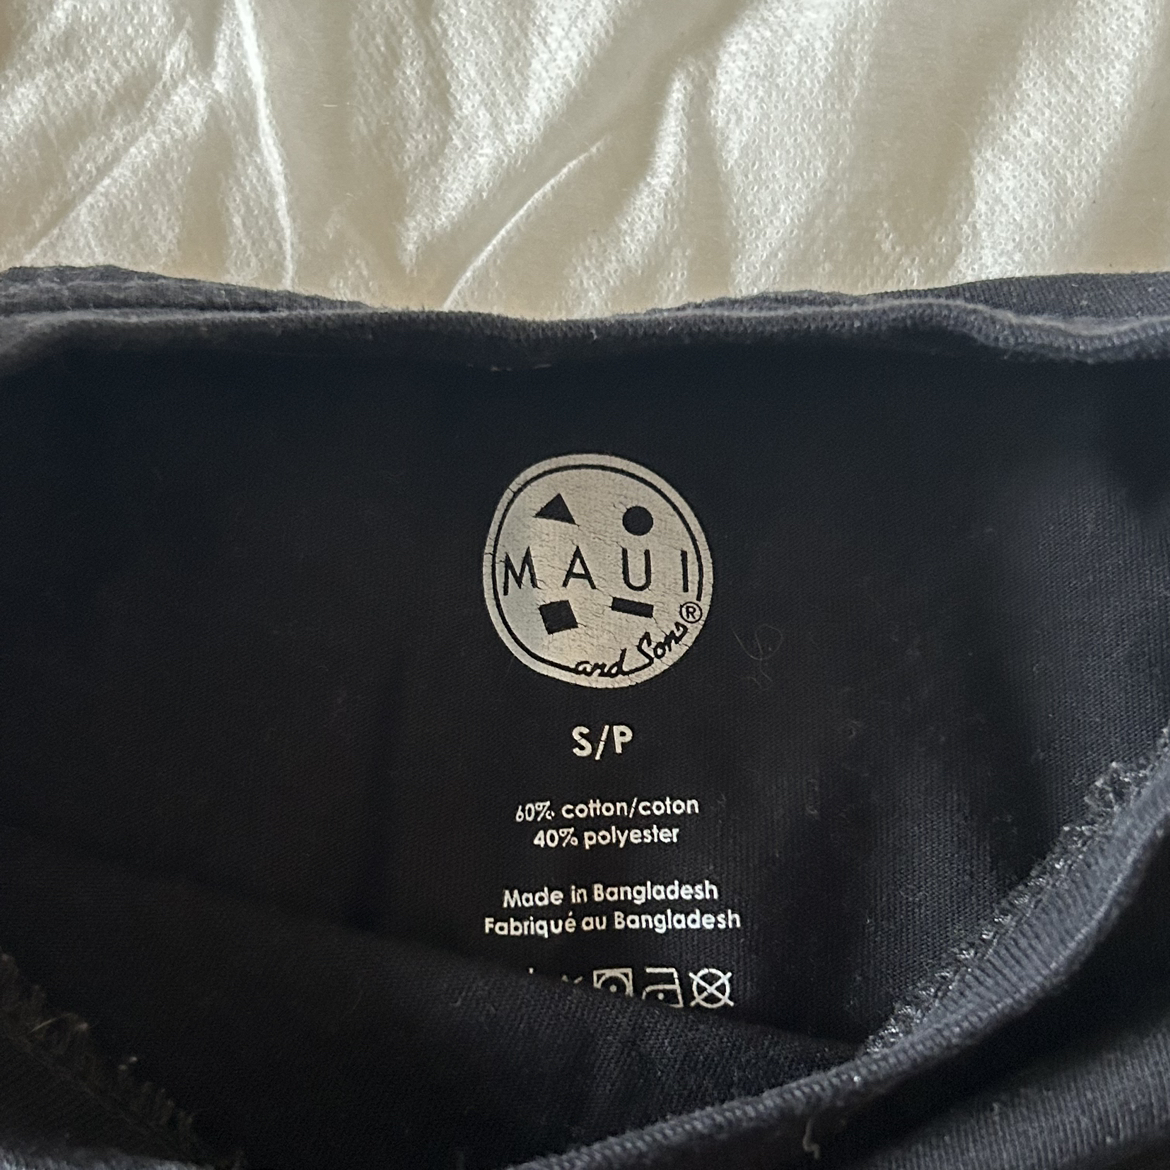 MAUI
and Sons®
S/P
60% cotton/coton
40% polyester
Made in Bangladesh
Fabriqué au Bangladesh